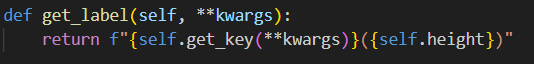 def get_label(self, **kwargs):
    return f"{self.get_key(**kwargs)}({self.height})"